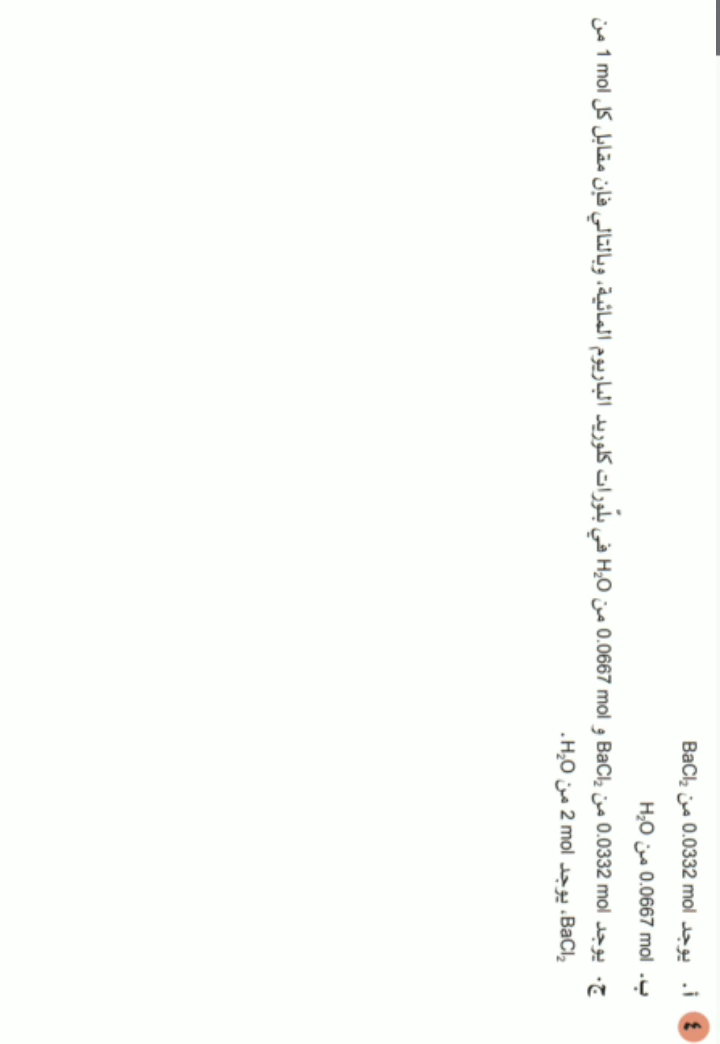 ٤ أ. يوجد 0.0332 mol من BaCl₂
ب. 0.0667 mol من H₂O
ج. يوجد 0.0332 mol من BaCl₂ و 0.0667 mol من H₂O في بلّورات كلوريد الباريوم المائية، وبالتالي فإن مقابل كل 1 mol من
BaCl₂، يوجد 2 mol من H₂O.